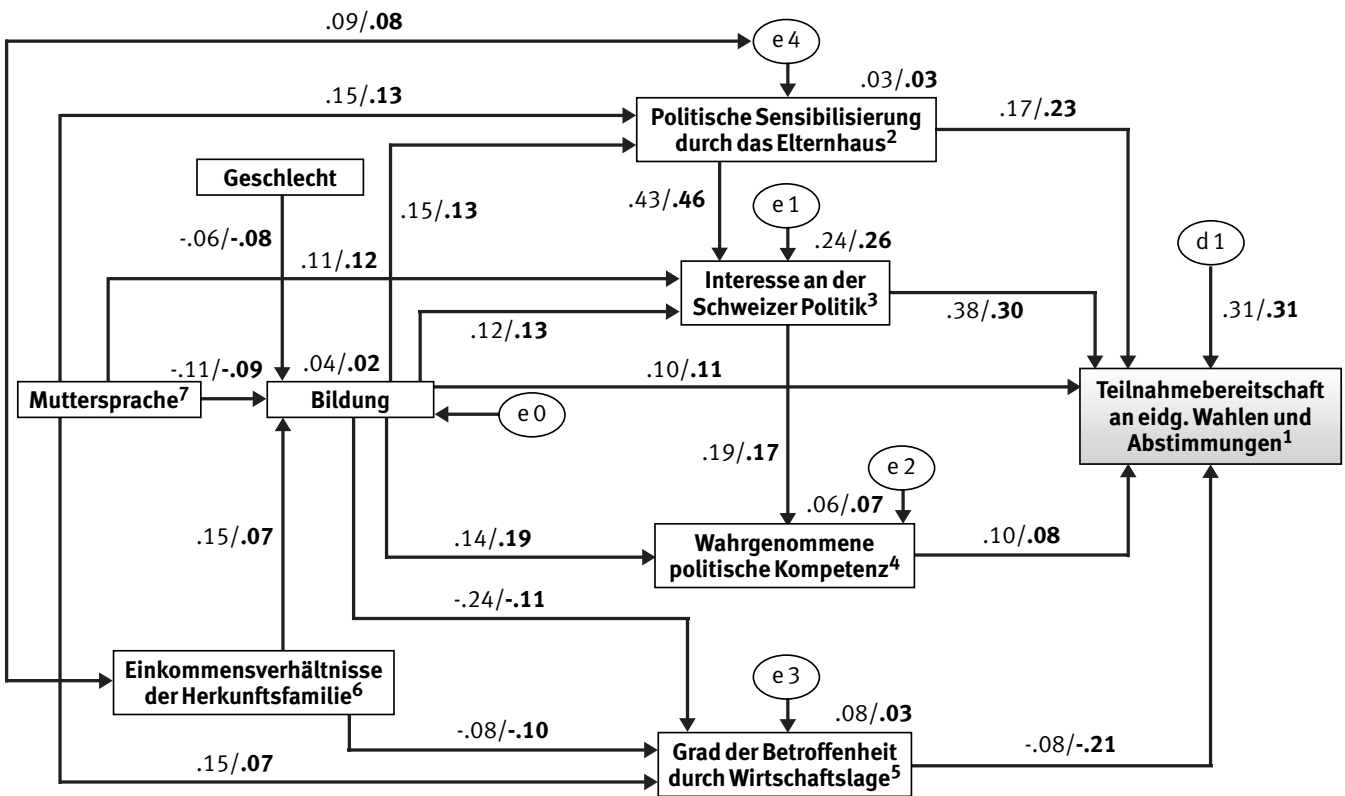 .09/.08
e 4
.03/.03
.15/.13
Politische Sensibilisierung
durch das Elternhaus2
.17/.23
Geschlecht
.15/.13
.43/.46
e 1
-.06/-.08
.24/.26
d 1
.11/.12
Interesse an der
Schweizer Politik3
.38/.30
.31/.31
.12/.13
-.11/-.09
.04/.02
.10/.11
Muttersprache7
Bildung
e 0
Teilnahmebereitschaft
an eidg. Wahlen und
Abstimmungen1
.19/.17
e 2
.06/.07
.15/.07
.14/.19
Wahrgenommene
politische Kompetenz4
.10/.08
-.24/-.11
Einkommensverhältnisse
der Herkunftsfamilie6
e 3
.08/.03
-.08/-.10
Grad der Betroffenheit
durch Wirtschaftslage5
-.08/-.21
.15/.07